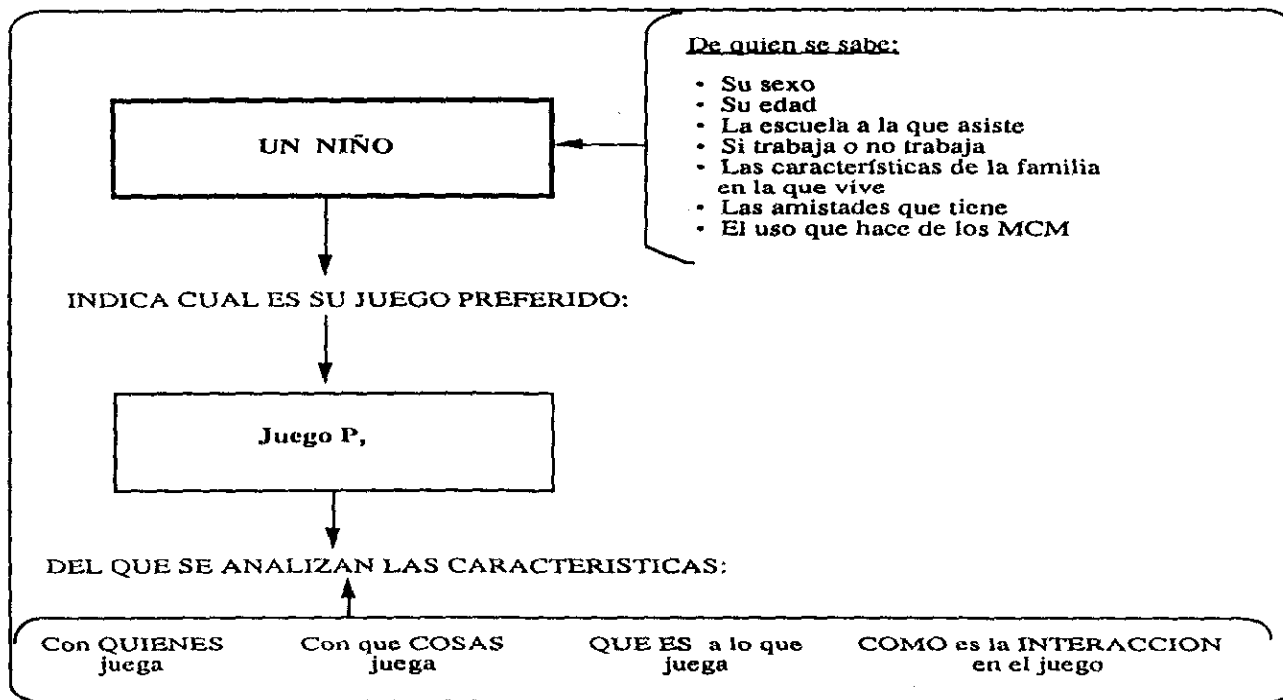 De quien se sabe:
• Su sexo
• Su edad
• La escuela a la que asiste
• Si trabaja o no trabaja
• Las características de la familia
en la que vive
• Las amistades que tiene
• El uso que hace de los MCM
UN NIÑO
INDICA CUAL ES SU JUEGO PREFERIDO:
Juego P,
DEL QUE SE ANALIZAN LAS CARACTERISTICAS:
Con QUIENES
juega
Con que COSAS
juega
QUE ES a lo que
juega
COMO es la INTERACCION
en el juego